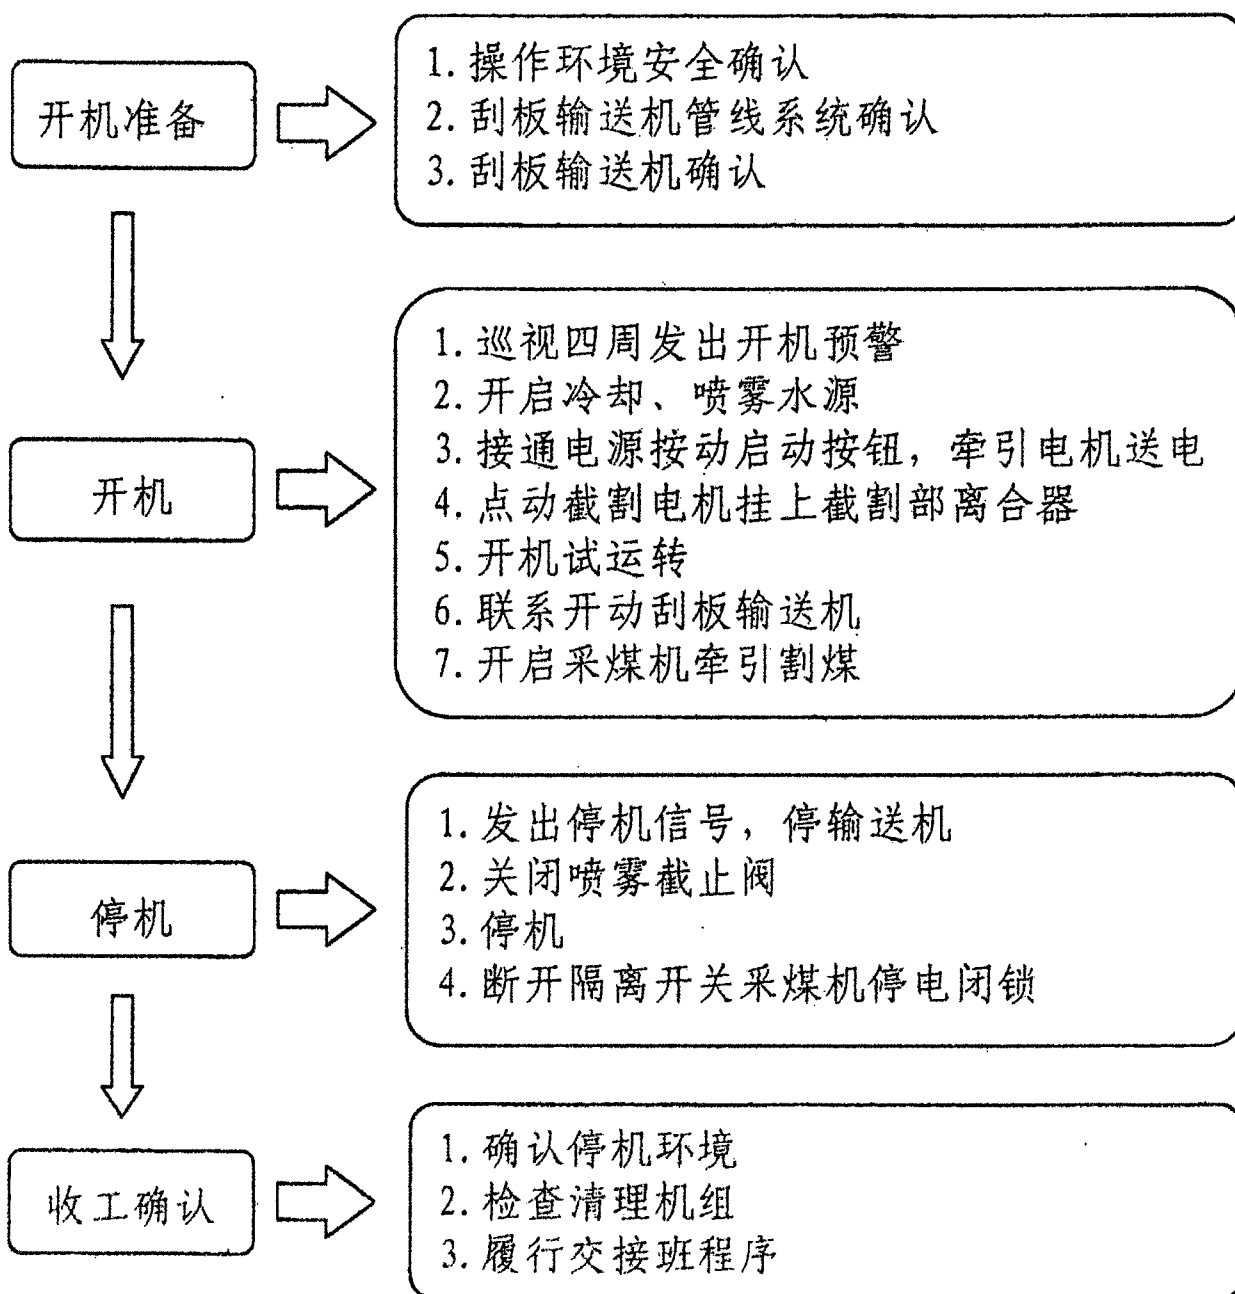 开机准备
1. 操作环境安全确认
2. 刮板输送机管线系统确认
3. 刮板输送机确认
开机
1. 巡视四周发出开机预警
2. 开启冷却、喷雾水源
3. 接通电源按动启动按钮，牵引电机送电
4. 点动截割电机挂上截割部离合器
5. 开机试运转
6. 联系开动刮板输送机
7. 开启采煤机牵引割煤
停机
1. 发出停机信号，停输送机
2. 关闭喷雾截止阀
3. 停机
4. 断开隔离开关采煤机停电闭锁
收工确认
1. 确认停机环境
2. 检查清理机组
3. 履行交接班程序